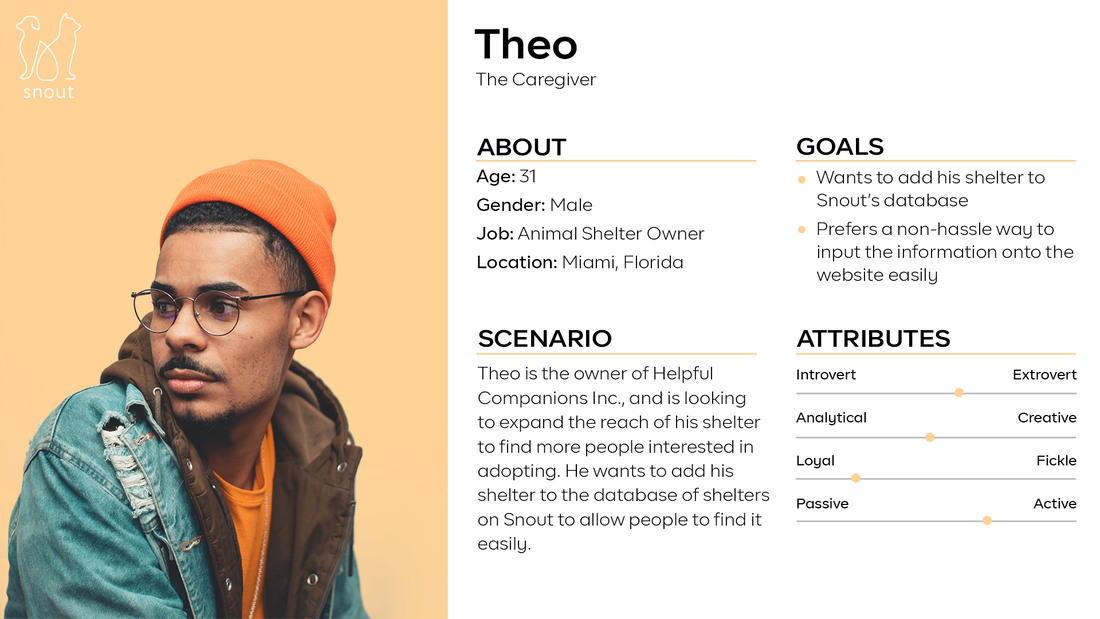 snout
Theo
The Caregiver
ABOUT
Age: 31
Gender: Male
Job: Animal Shelter Owner
Location: Miami, Florida
GOALS
Wants to add his shelter to
Snout's database
Prefers a non-hassle way to
input the information onto the
website easily
SCENARIO
Theo is the owner of Helpful
Companions Inc., and is looking
to expand the reach of his shelter
to find more people interested in
adopting. He wants to add his
shelter to the database of shelters
on Snout to allow people to find it
easily.
ATTRIBUTES
Introvert Extrovert
Analytical Creative
Loyal Fickle
Passive Active